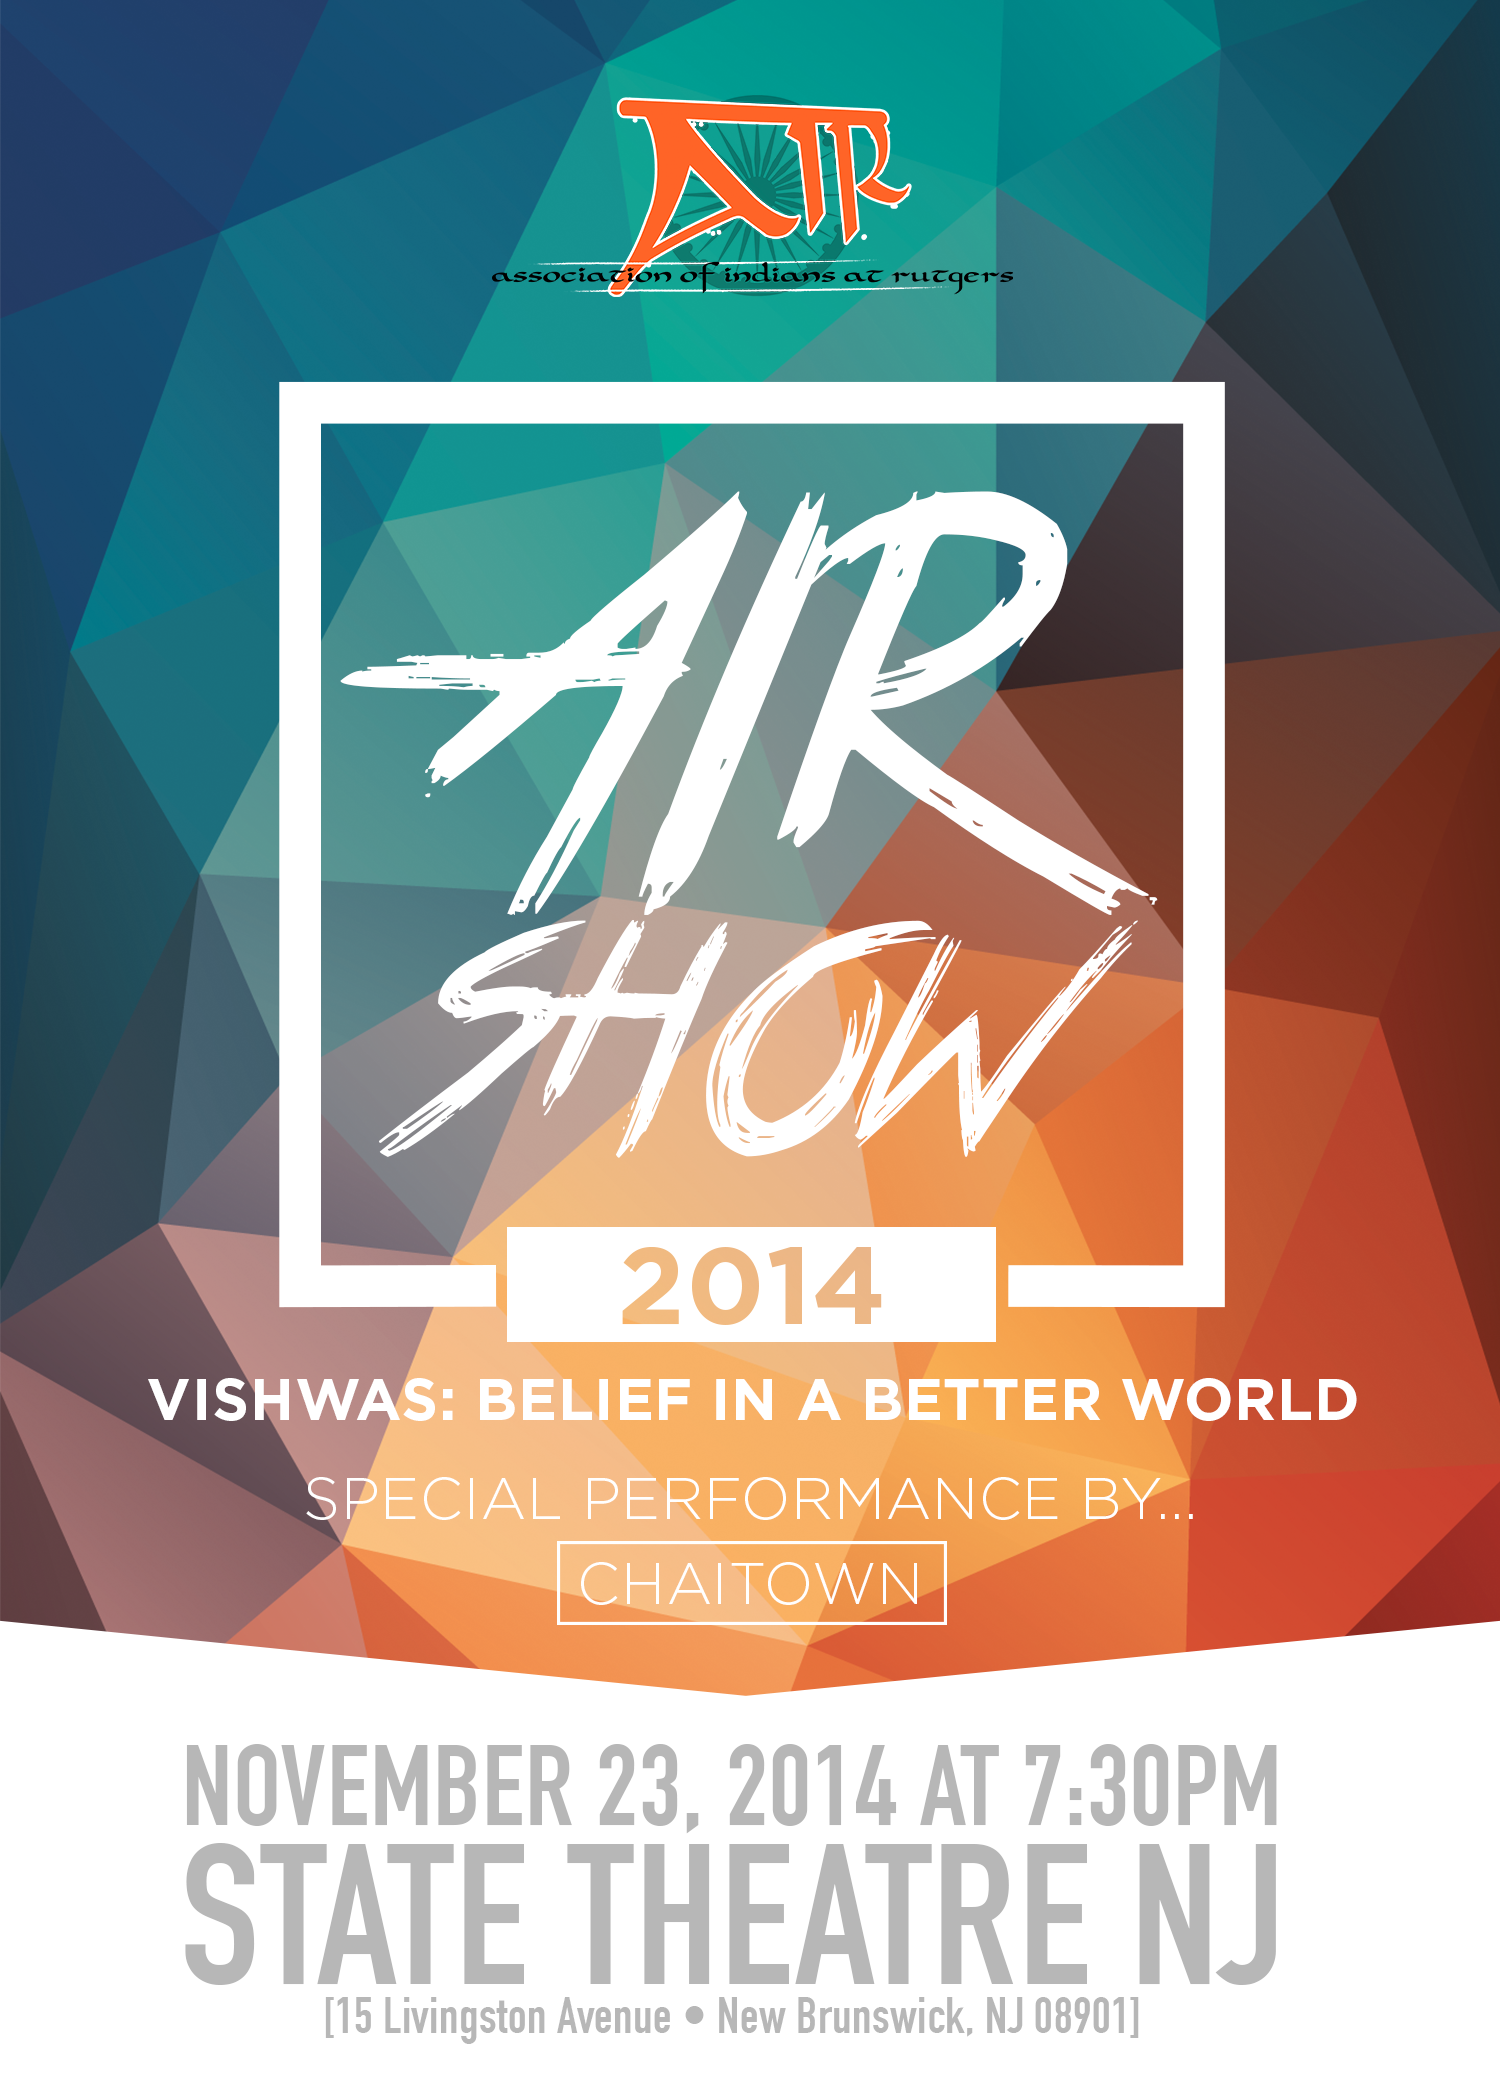 AIR
association of indians at rutgers
AIR
SHOW
2014
VISHWAS: BELIEF IN A BETTER WORLD
SPECIAL PERFORMANCE BY...
CHAITOWN
NOVEMBER 23, 2014 AT 7:30PM
STATE THEATRE NJ
[15 Livingston Avenue • New Brunswick, NJ 08901]